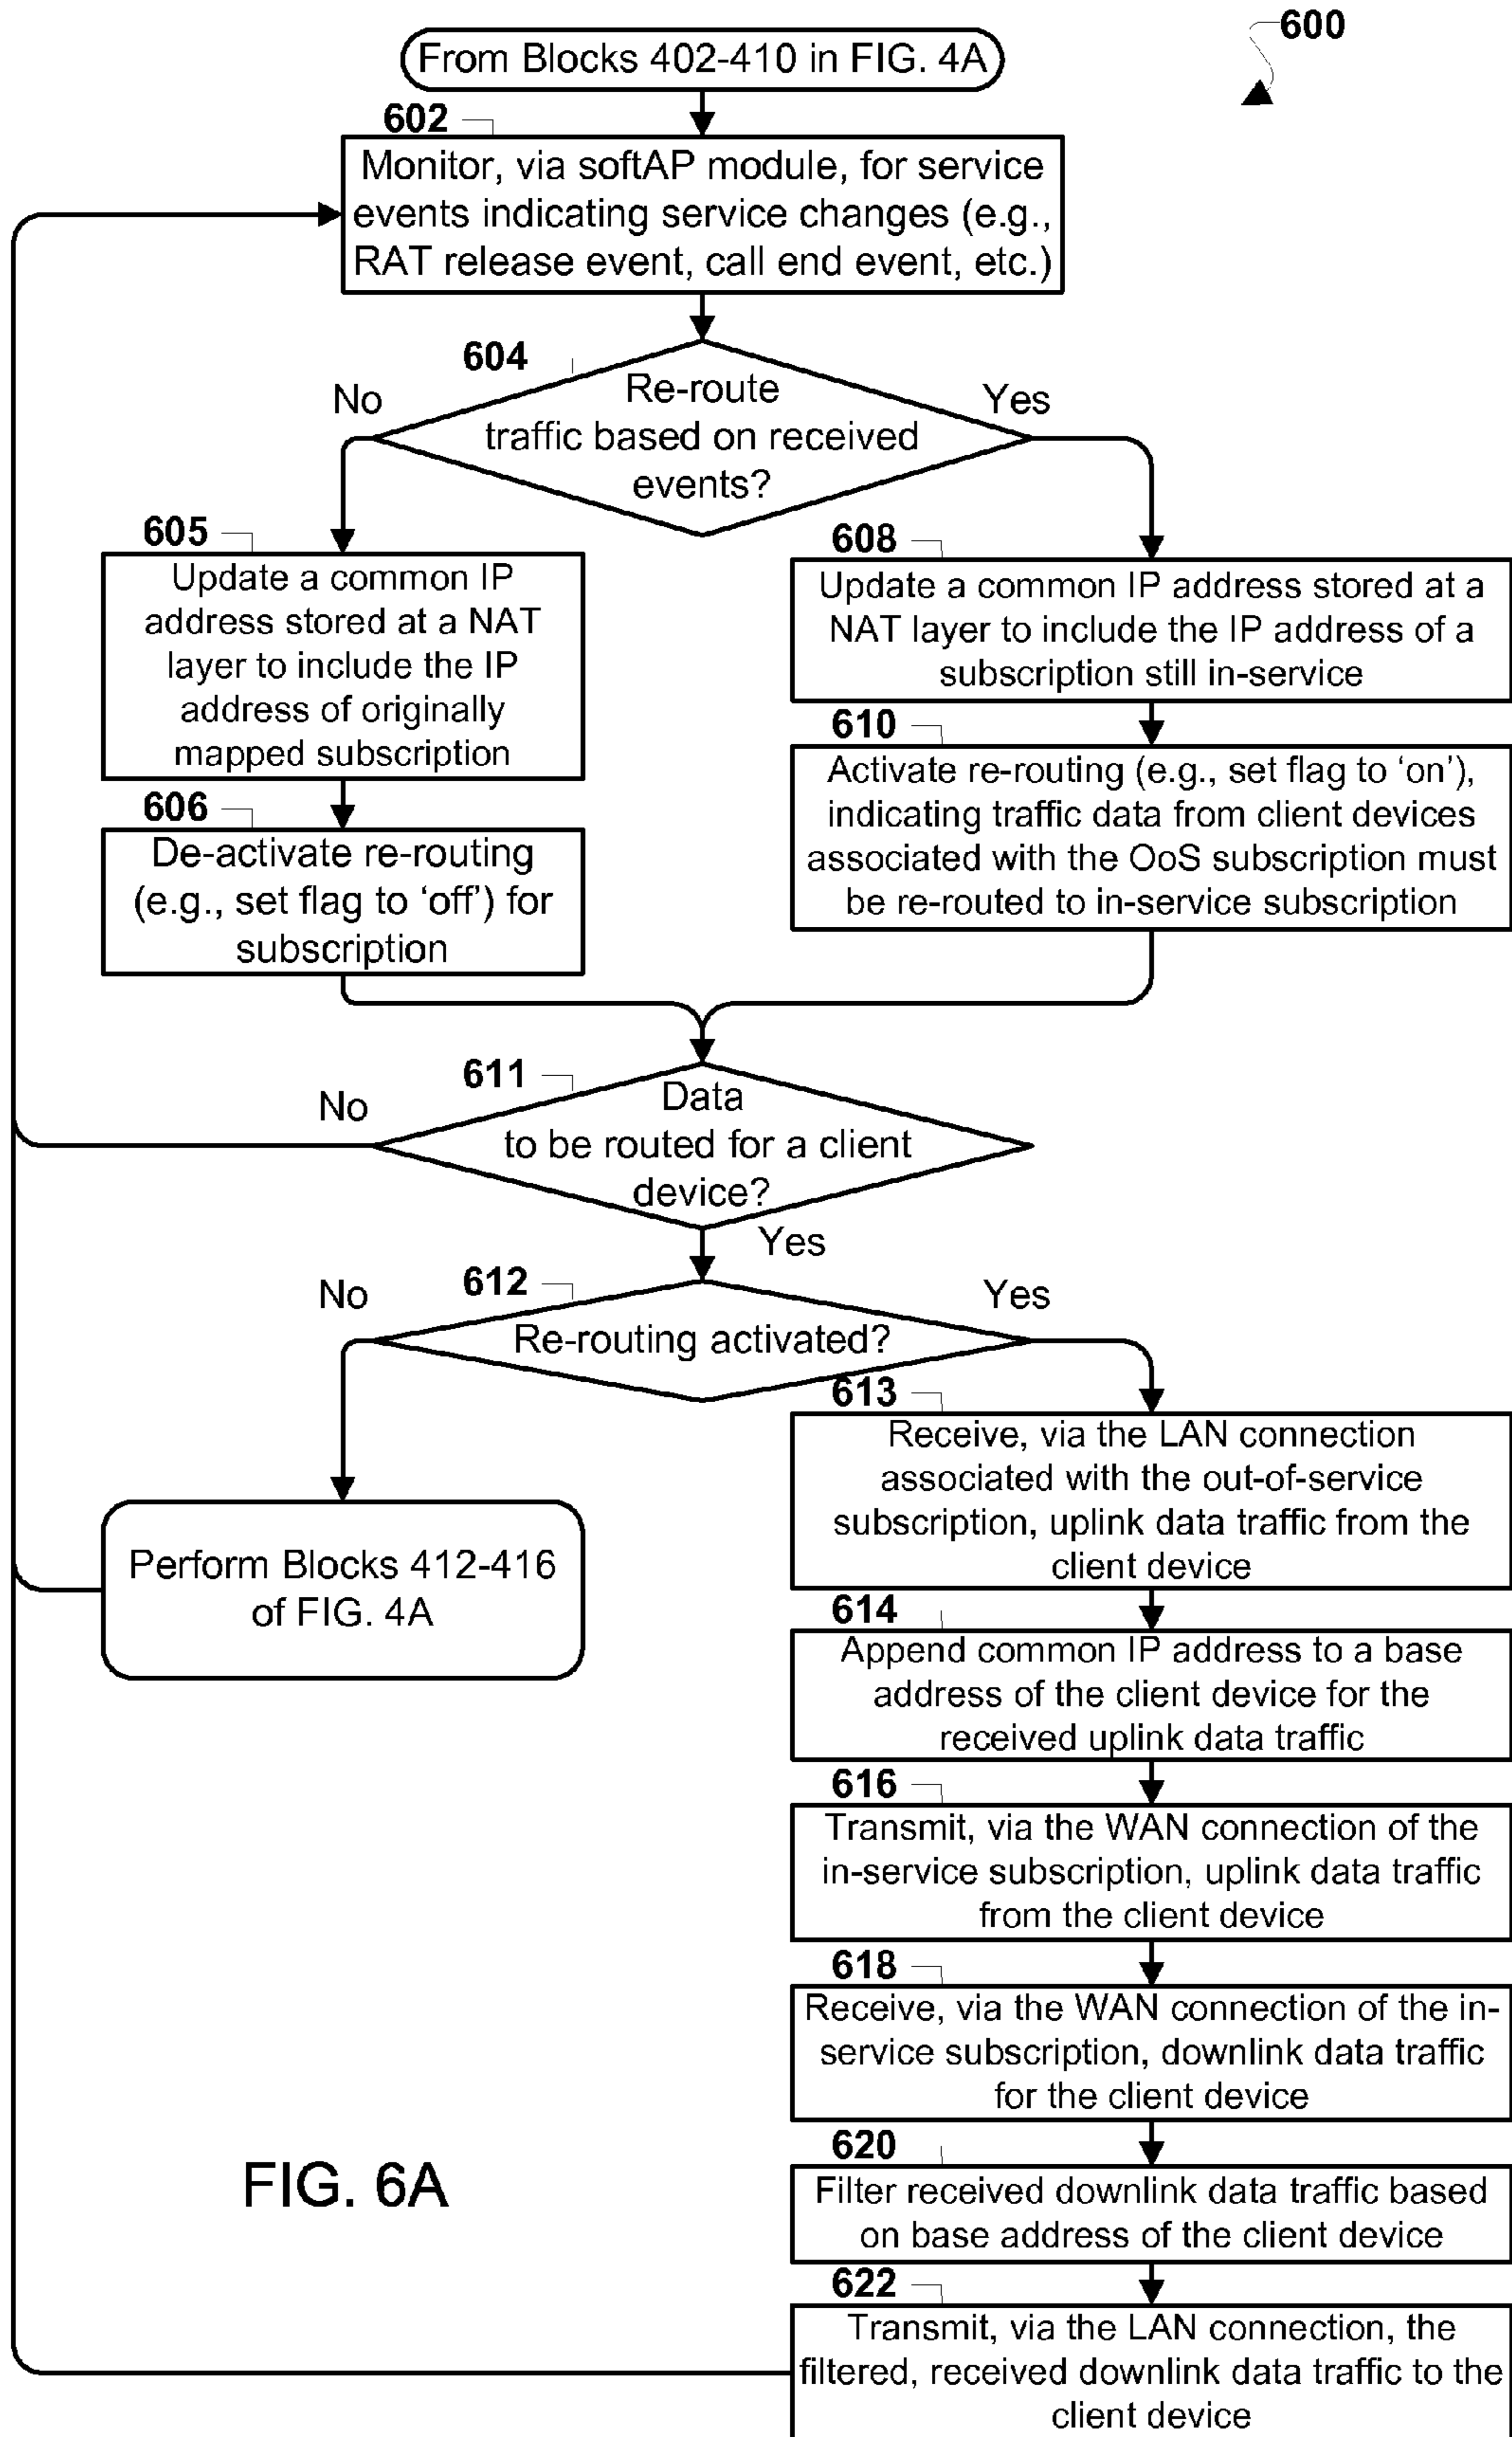 600
From Blocks 402-410 in FIG. 4A
602
Monitor, via softAP module, for service
events indicating service changes (e.g.,
RAT release event, call end event, etc.)
604
Re-route
traffic based on received
events?
No
Yes
605
Update a common IP
address stored at a NAT
layer to include the IP
address of originally
mapped subscription
606
De-activate re-routing
(e.g., set flag to ‘off’) for
subscription
608
Update a common IP address stored at a
NAT layer to include the IP address of a
subscription still in-service
610
Activate re-routing (e.g., set flag to ‘on’),
indicating traffic data from client devices
associated with the OoS subscription must
be re-routed to in-service subscription
611
Data
to be routed for a client
device?
No
Yes
612
Re-routing activated?
No
Yes
Perform Blocks 412-416
of FIG. 4A
613
Receive, via the LAN connection
associated with the out-of-service
subscription, uplink data traffic from the
client device
614
Append common IP address to a base
address of the client device for the
received uplink data traffic
616
Transmit, via the WAN connection of the
in-service subscription, uplink data traffic
from the client device
618
Receive, via the WAN connection of the in-
service subscription, downlink data traffic
for the client device
620
Filter received downlink data traffic based
on base address of the client device
622
Transmit, via the LAN connection, the
filtered, received downlink data traffic to the
client device
FIG. 6A